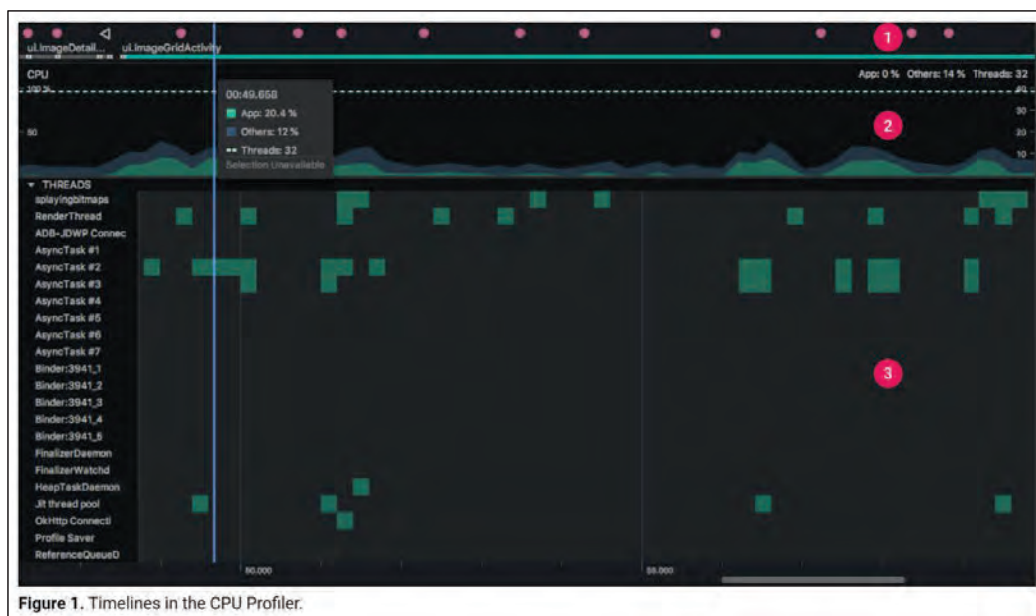 1
ui.ImageDetail... ui.ImageGridActivity
CPU App: 0 % Others: 14 % Threads: 32
100 % 40
00:49.658
App: 20.4 %
30
2
50 Others: 12 %
20
Threads: 32
10
Selection Unavailable
THREADS
splayingbitmaps
RenderThread
ADB-JDWP Connec
AsyncTask #1
AsyncTask #2
AsyncTask #3
AsyncTask #4
AsyncTask #5
AsyncTask #6
AsyncTask #7
Binder:3941_1
3
Binder:3941_2
Binder:3941_3
Binder:3941_4
Binder:3941_5
FinalizerDaemon
FinalizerWatchd
HeapTaskDaemon
Jit thread pool
OkHttp Connecti
Profile Saver
ReferenceQueueD
50.000 55.000
Figure 1. Timelines in the CPU Profiler.